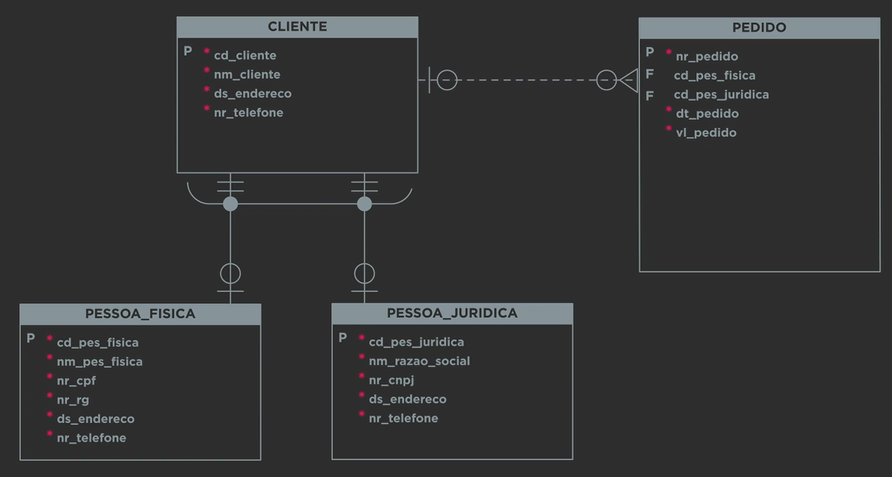 CLIENTE
P * cd_cliente
* nm_cliente
* ds_endereco
* nr_telefone
PEDIDO
P * nr_pedido
F cd_pes_fisica
F cd_pes_juridica
* dt_pedido
* vl_pedido
PESSOA_FISICA
P * cd_pes_fisica
* nm_pes_fisica
* nr_cpf
* nr_rg
* ds_endereco
* nr_telefone
PESSOA_JURIDICA
P * cd_pes_juridica
* nm_razao_social
* nr_cnpj
* ds_endereco
* nr_telefone